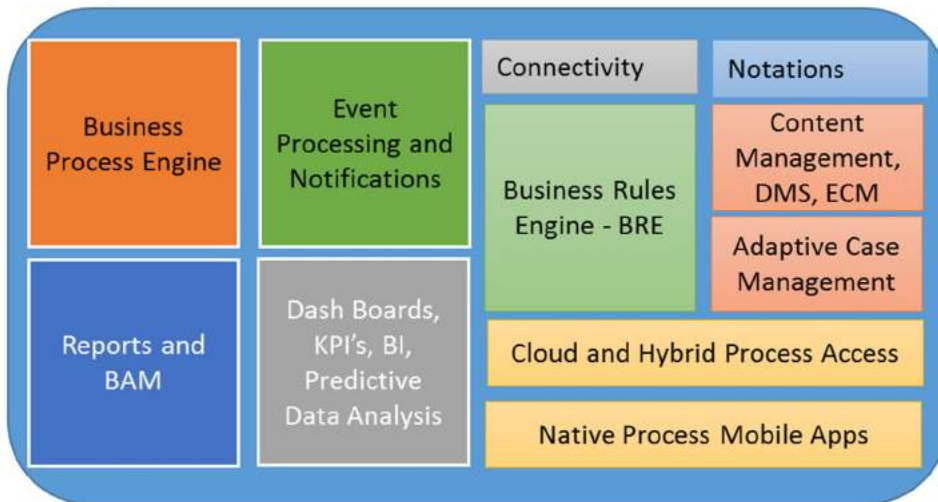 Business
Process Engine
Event
Processing and
Notifications
Connectivity
Notations
Business Rules
Engine - BRE
Content
Management,
DMS, ECM
Adaptive Case
Management
Reports and
BAM
Dash Boards,
KPI’s, BI,
Predictive
Data Analysis
Cloud and Hybrid Process Access
Native Process Mobile Apps